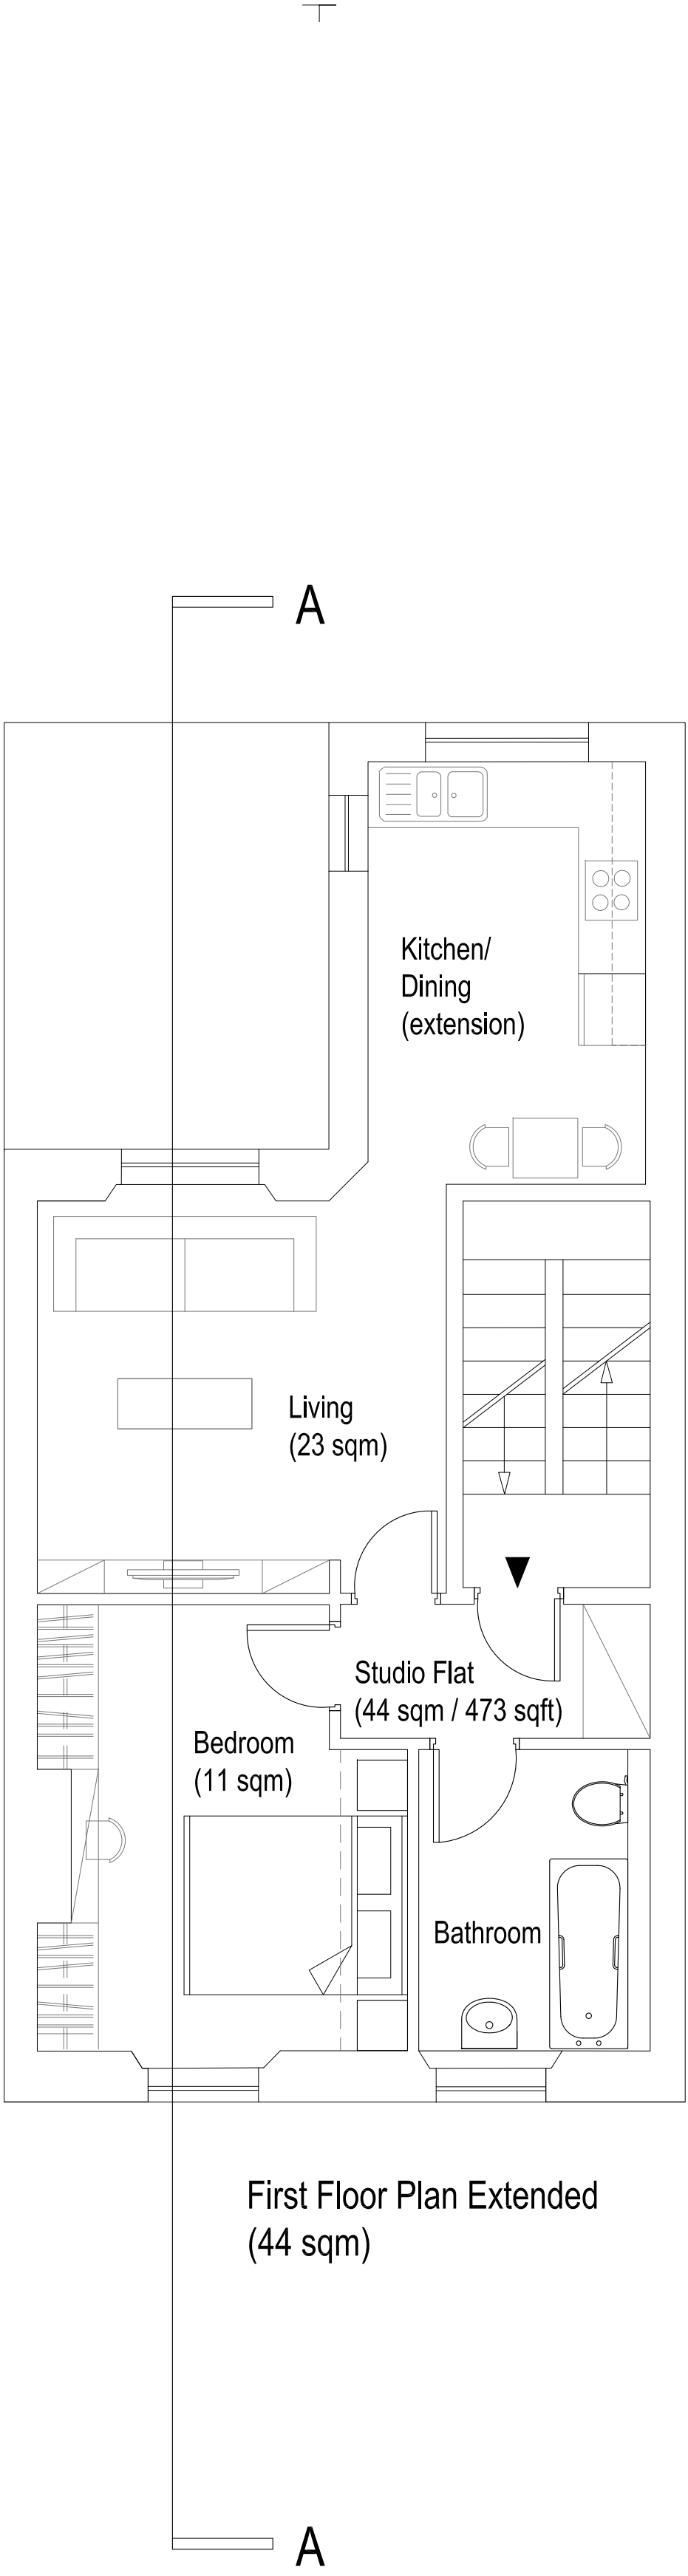 A
Kitchen/
Dining
(extension)
Living
(23 sqm)
Studio Flat
(44 sqm / 473 sqft)
Bedroom
(11 sqm)
Bathroom
First Floor Plan Extended
(44 sqm)
A